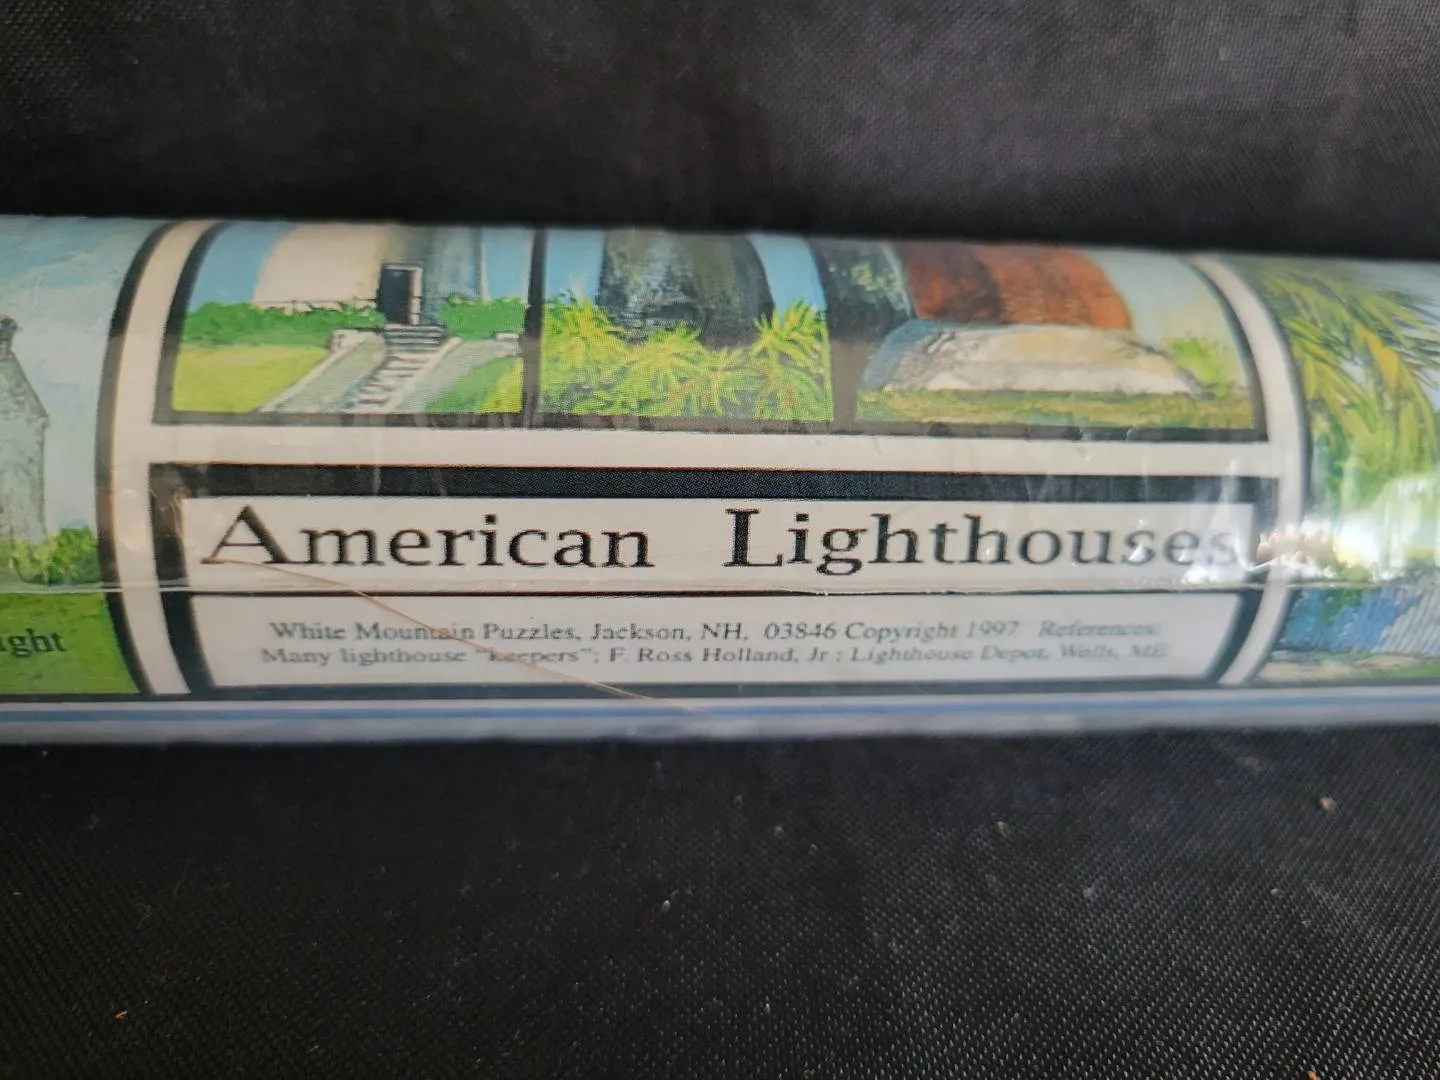 American Lighthouses
ght
White Mountain Puzzles, Jackson, NH, 03846 Copyright 1997 References:
Many lighthouse "keepers"; F. Ross Holland, Jr ; Lighthouse Depot, Wells, ME